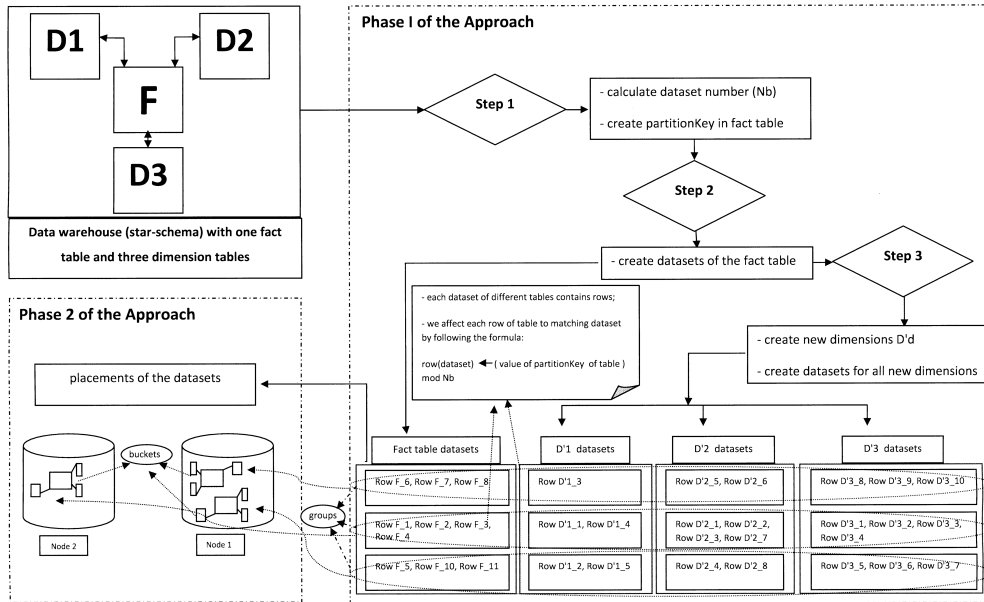 D1
D2
F
D3
Data warehouse (star-schema) with one fact
table and three dimension tables
Phase I of the Approach
Step 1
- calculate dataset number (Nb)
- create partitionKey in fact table
Step 2
- create datasets of the fact table
Step 3
- create new dimensions D'd
- create datasets for all new dimensions
- each dataset of different tables contains rows;
- we affect each row of table to matching dataset
by following the formula:
row(dataset) ← ( value of partitionKey of table )
mod Nb
Fact table datasets
D'1 datasets
D'2 datasets
D'3 datasets
Row F_6, Row F_7, Row F_8
Row D'1_3
Row D'2_5, Row D'2_6
Row D'3_8, Row D'3_9, Row D'3_10
Row F_1, Row F_2, Row F_3,
Row F_4
Row D'1_1, Row D'1_4
Row D'2_1, Row D'2_2,
Row D'2_3, Row D'2_7
Row D'3_1, Row D'3_2, Row D'3_3,
Row D'3_4
Row F_5, Row F_10, Row F_11
Row D'1_2, Row D'1_5
Row D'2_4, Row D'2_8
Row D'3_5, Row D'3_6, Row D'3_7
groups
Phase 2 of the Approach
placements of the datasets
buckets
Node 2
Node 1